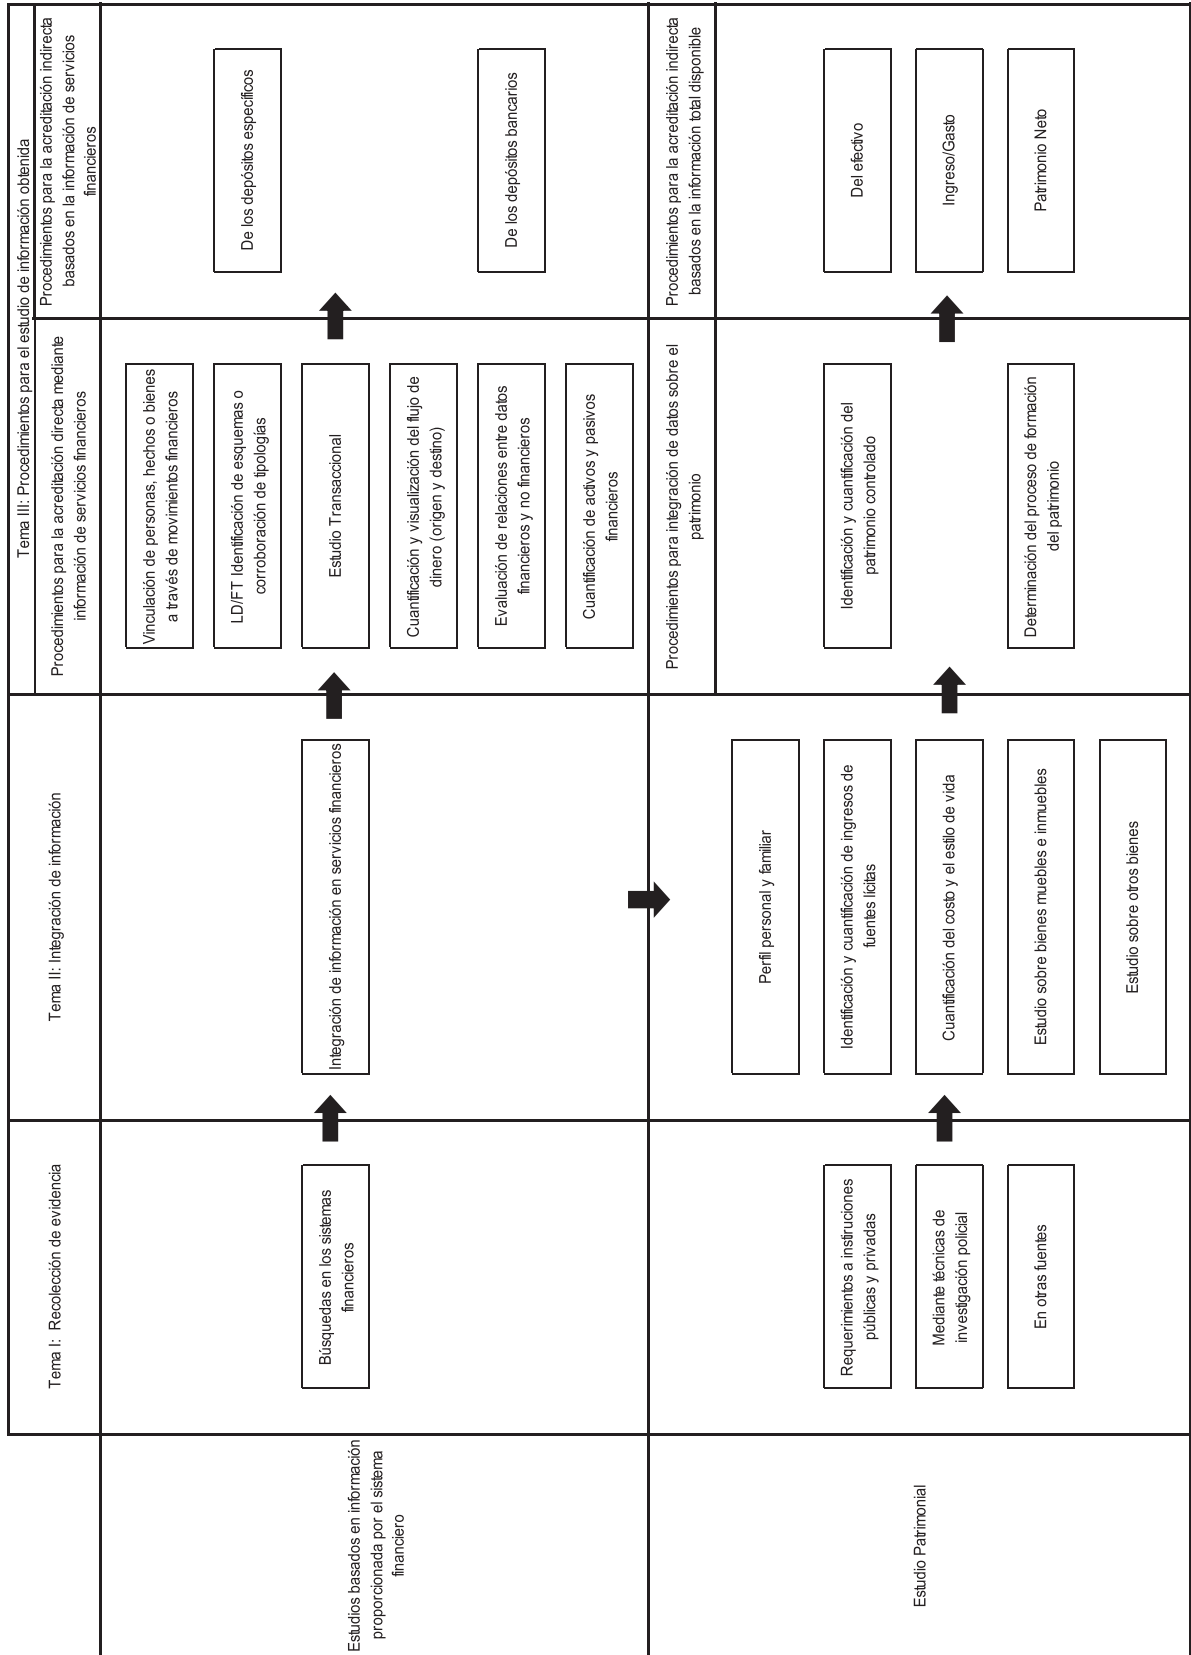 Tema I:  Recolección de evidencia
Tema II: Integración de información
Tema III: Procedimientos para el estudio de información obtenida
Procedimientos para la acreditación directa mediante
información de servicios financieros
Procedimientos para la acreditación indirecta
basados en la información de servicios
financieros
Estudios basados en información
proporcionada por el sistema
financiero
Búsquedas en los sistemas
financieros
Integración de información en servicios financieros
Vinculación de personas, hechos o bienes
a través de movimientos financieros
LD/FT Identificación de esquemas o
corroboración de tipologías
Estudio Transaccional
Cuantificación y visualización del flujo de
dinero (origen y destino)
Evaluación de relaciones entre datos
financieros y no financieros
Cuantificación de activos y pasivos
financieros
De los depósitos específicos
De los depósitos bancarios
Procedimientos para integración de datos sobre el
patrimonio
Procedimientos para la acreditación indirecta
basados en la información total disponible
Estudio Patrimonial
Requerimientos a instruciones
públicas y privadas
Mediante técnicas de
investigación policial
En otras fuentes
Perfil personal y familiar
Identificación y cuantificación de ingresos de
fuentes lícitas
Cuantificación del costo y el estilo de vida
Estudio sobre bienes muebles e inmuebles
Estudio sobre otros bienes
Identificación y cuantificación del
patrimonio controlado
Determinación del proceso de formación
del patrimonio
Del efectivo
Ingreso/Gasto
Patrimonio Neto